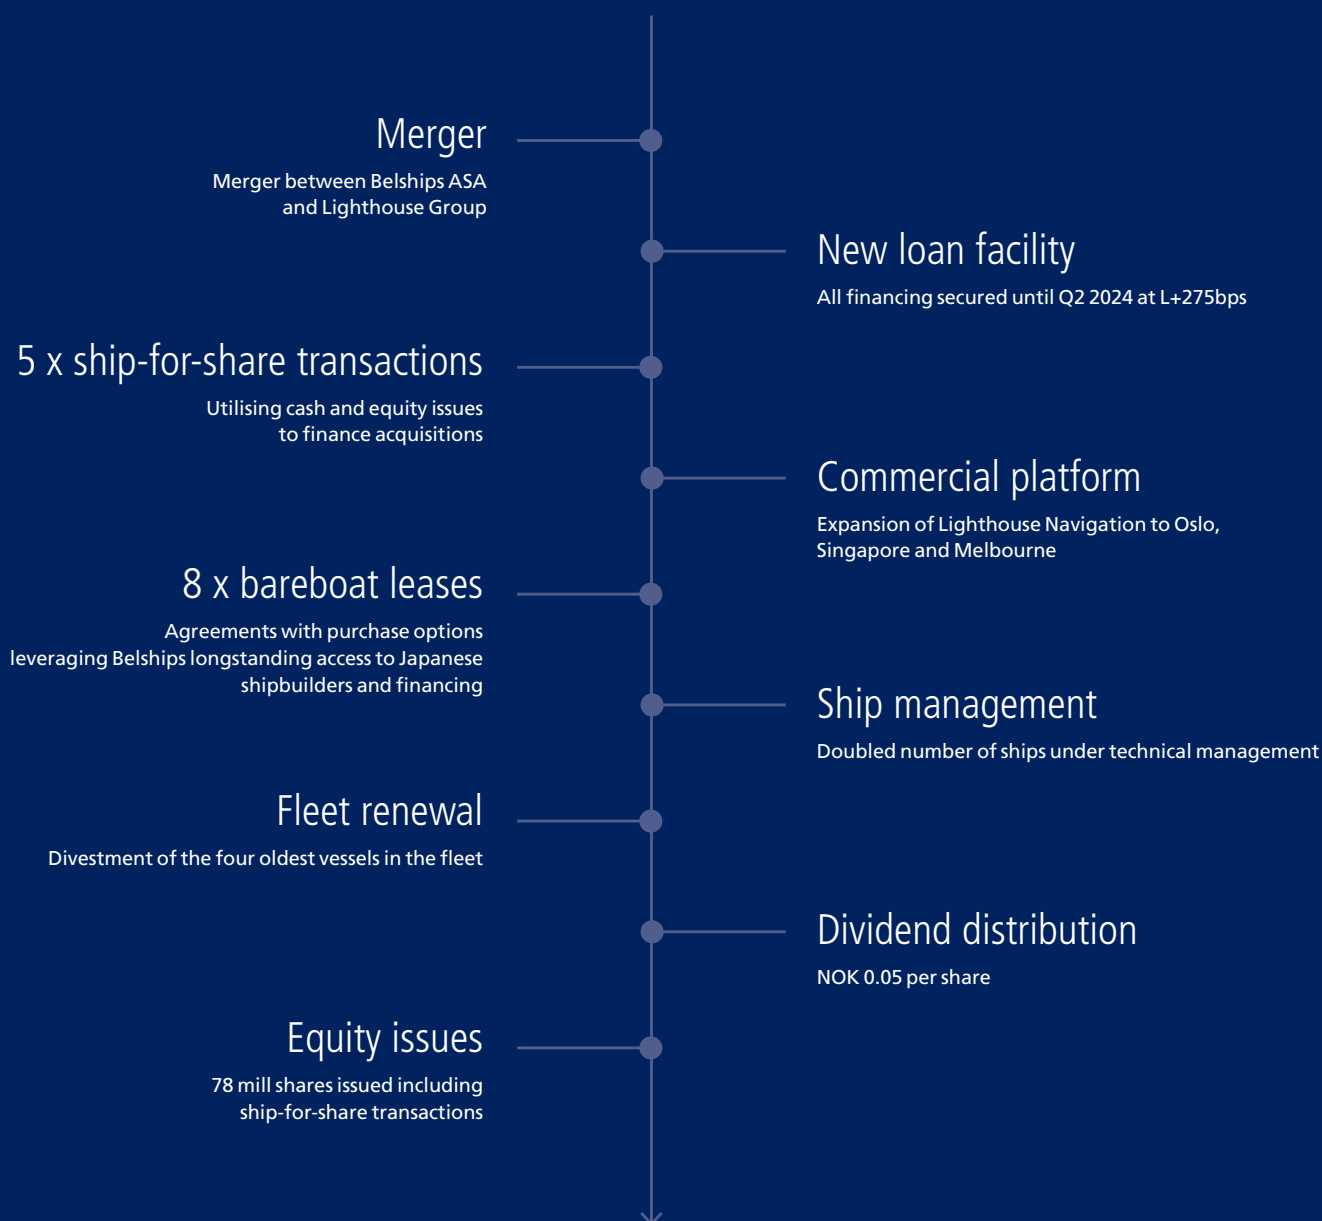 Merger
Merger between Belships ASA
and Lighthouse Group
New loan facility
All financing secured until Q2 2024 at L+275bps
5 x ship-for-share transactions
Utilising cash and equity issues
to finance acquisitions
Commercial platform
Expansion of Lighthouse Navigation to Oslo,
Singapore and Melbourne
8 x bareboat leases
Agreements with purchase options
leveraging Belships longstanding access to Japanese
shipbuilders and financing
Ship management
Doubled number of ships under technical management
Fleet renewal
Divestment of the four oldest vessels in the fleet
Dividend distribution
NOK 0.05 per share
Equity issues
78 mill shares issued including
ship-for-share transactions